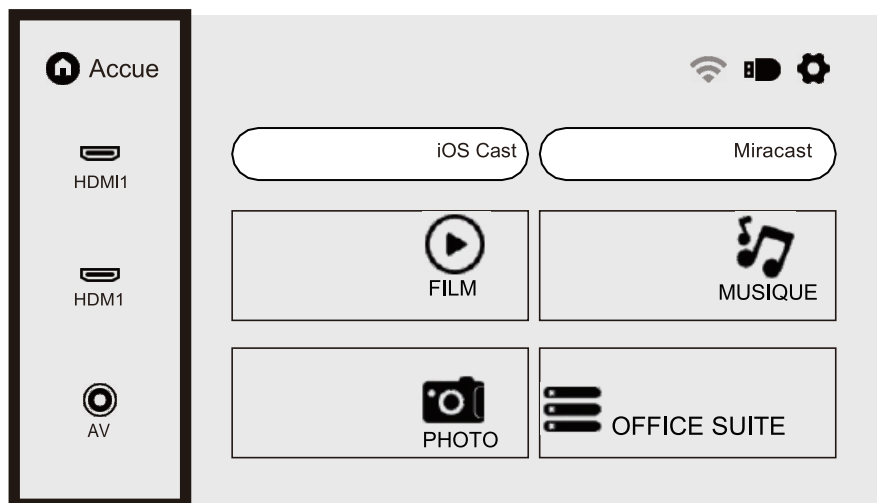 Accue
HDMI1
HDM1
AV
iOS Cast
Miracast
FILM
MUSIQUE
PHOTO
OFFICE SUITE